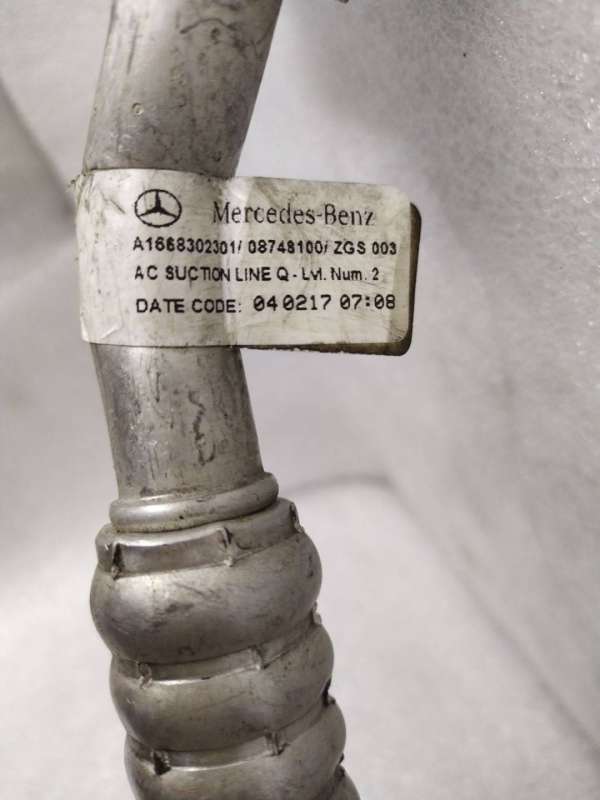 Mercedes-Benz
A1668302301/ 08748100/ ZGS 003
AC SUCTION LINE Q - Lvl. Num. 2
DATE CODE: 040217 07:08